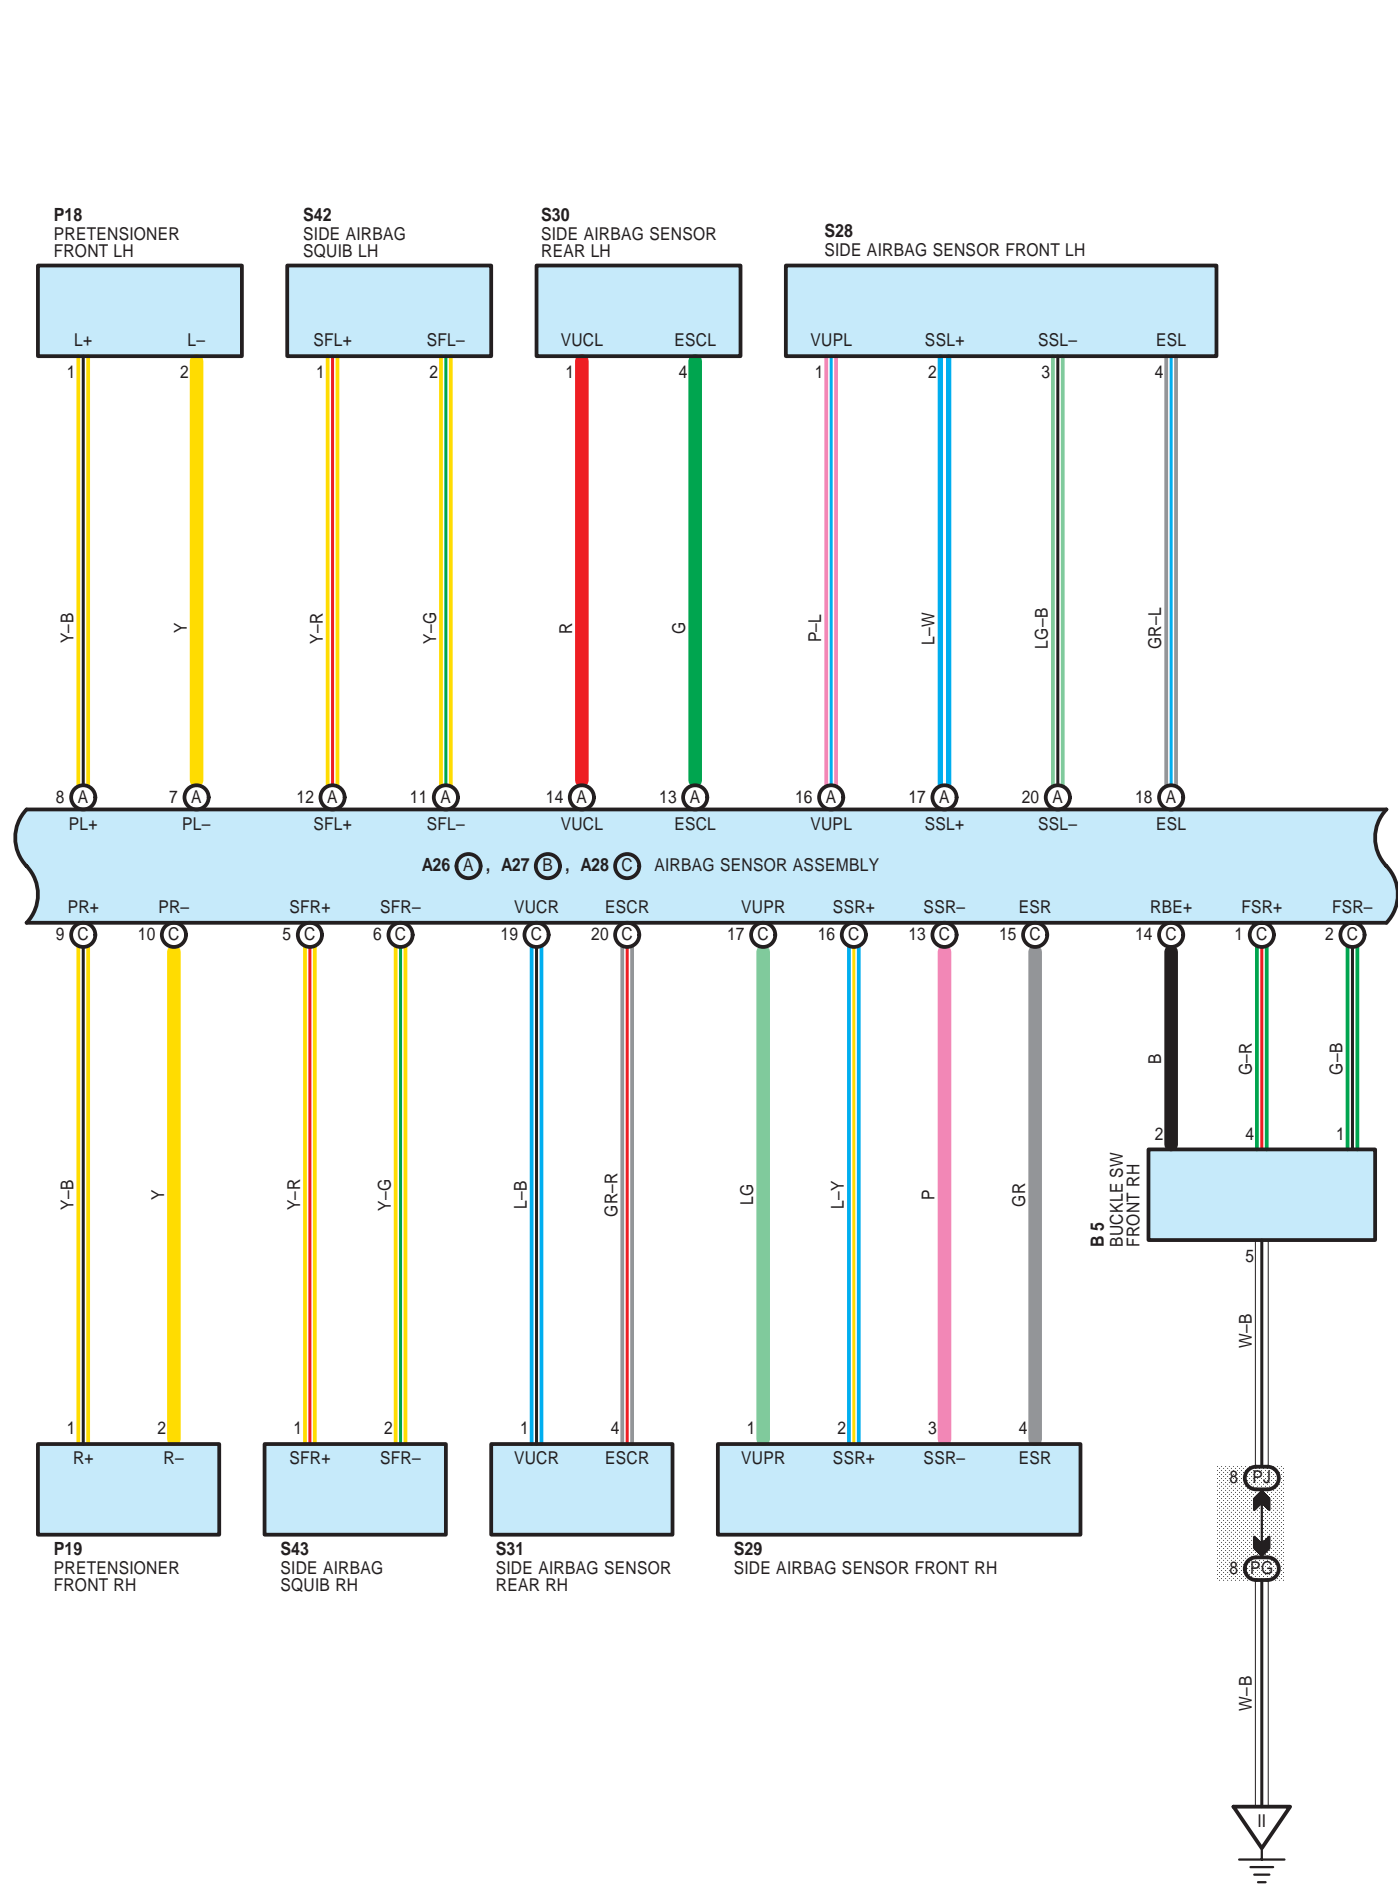 P18
PRETENSIONER
FRONT LH
S42
SIDE AIRBAG
SQUIB LH
S30
SIDE AIRBAG SENSOR
REAR LH
S28
SIDE AIRBAG SENSOR FRONT LH
L+ L– SFL+ SFL– VUCL ESCL VUPL SSL+ SSL– ESL
1 2 1 2 1 4 1 2 3 4
Y–B Y Y–R Y–G R G P–L L–W LG–B GR–L
8 A 7 A 12 A 11 A 14 A 13 A 16 A 17 A 20 A 18 A
PL+ PL– SFL+ SFL– VUCL ESCL VUPL SSL+ SSL– ESL
A26 A , A27 B , A28 C AIRBAG SENSOR ASSEMBLY
PR+ PR– SFR+ SFR– VUCR ESCR VUPR SSR+ SSR– ESR RBE+ FSR+ FSR–
9 C 10 C 5 C 6 C 19 C 20 C 17 C 16 C 13 C 15 C 14 C 1 C 2 C
B G–R G–B
2 4 1
B 5
BUCKLE SW
FRONT RH
Y–B Y Y–R Y–G L–B GR–R LG L–Y P GR
5
W–B
1 2 1 2 1 4 1 2 3 4
R+ R– SFR+ SFR– VUCR ESCR VUPR SSR+ SSR– ESR
8 PJ
P19
PRETENSIONER
FRONT RH
S43
SIDE AIRBAG
SQUIB RH
S31
SIDE AIRBAG SENSOR
REAR RH
S29
SIDE AIRBAG SENSOR FRONT RH
8 PG
W–B
II